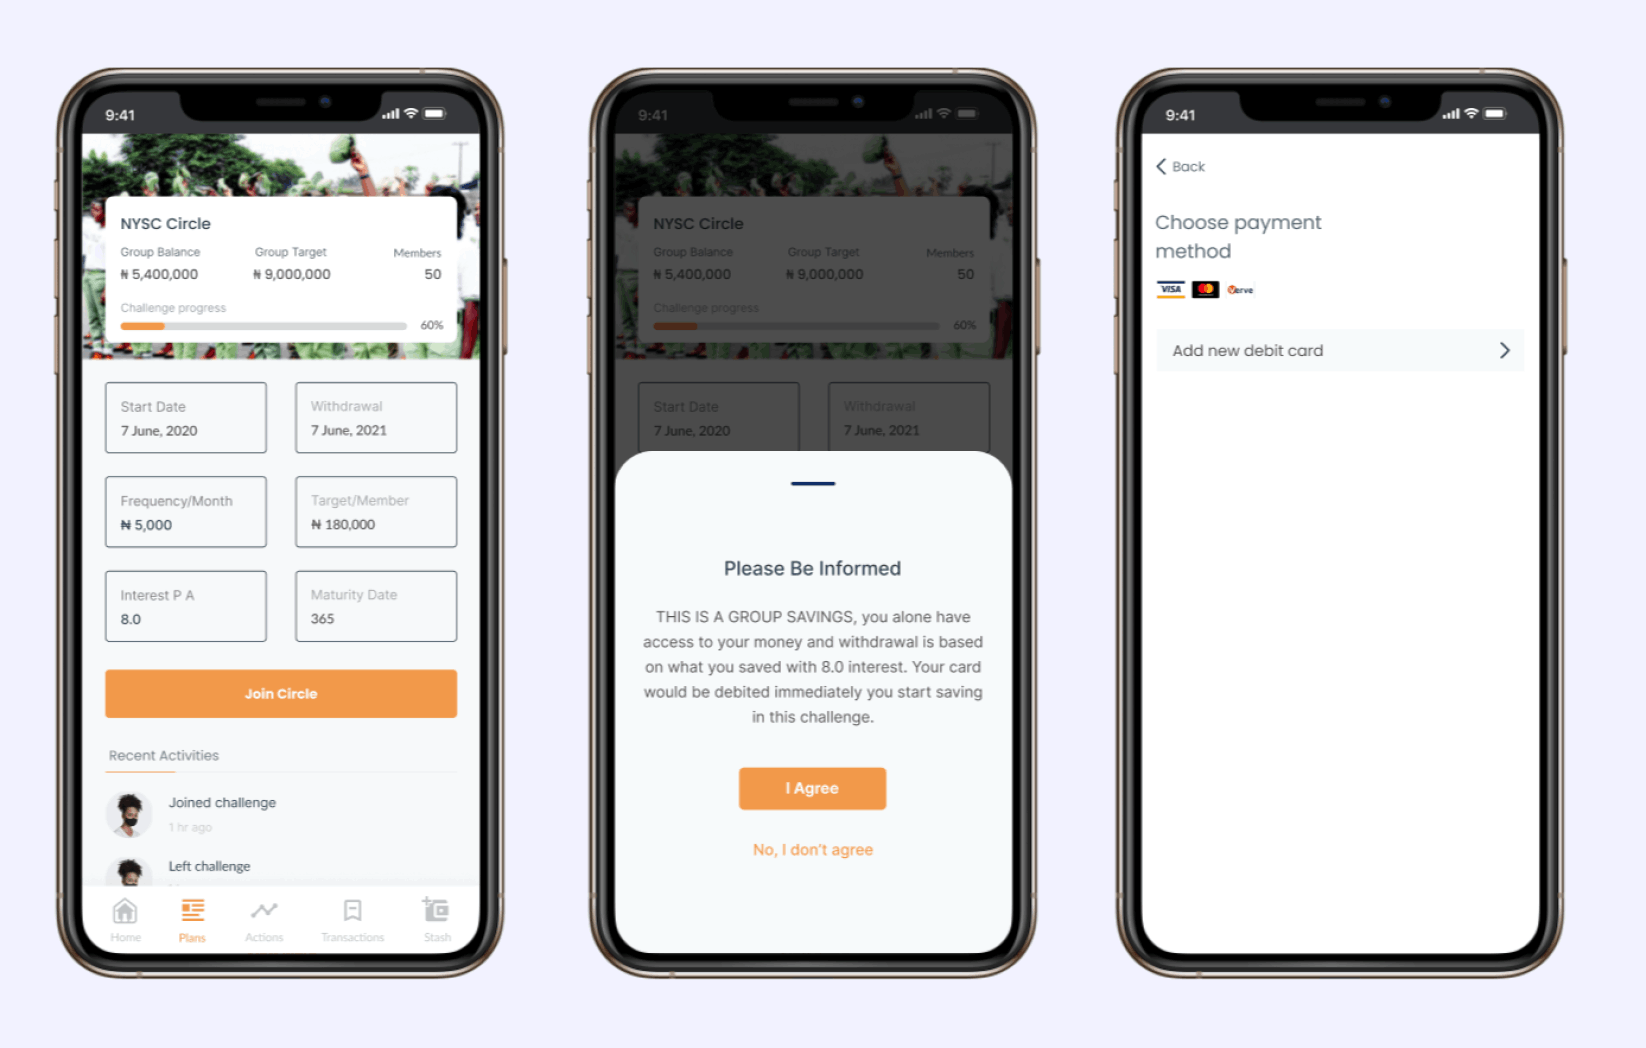 9:41
NYSC Circle
Group Balance Group Target Members
₦ 5,400,000 ₦ 9,000,000 50
Challenge progress
60%
Start Date Withdrawal
7 June, 2020 7 June, 2021
Frequency/Month Target/Member
₦ 5,000 ₦ 180,000
Interest P A Maturity Date
8.0 365
Join Circle
Recent Activities
Joined challenge
1 hr ago
Left challenge
Home Plans Actions Transactions Stash
9:41
NYSC Circle
Group Balance Group Target Members
₦ 5,400,000 ₦ 9,000,000 50
Challenge progress
60%
Start Date Withdrawal
7 June, 2020 7 June, 2021
Please Be Informed
THIS IS A GROUP SAVINGS, you alone have
access to your money and withdrawal is based
on what you saved with 8.0 interest. Your card
would be debited immediately you start saving
in this challenge.
I Agree
No, I don't agree
9:41
Back
Choose payment
method
VISA Verve
Add new debit card